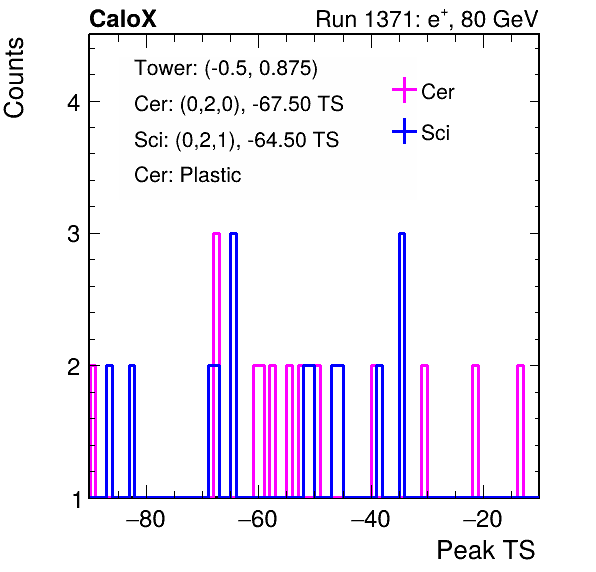 CaloX
Run 1371: e⁺, 80 GeV
Counts
Tower: (-0.5, 0.875)
Cer: (0,2,0), -67.50 TS
Sci: (0,2,1), -64.50 TS
Cer: Plastic
Cer
Sci
4
3
2
1
−80 −60 −40 −20
Peak TS